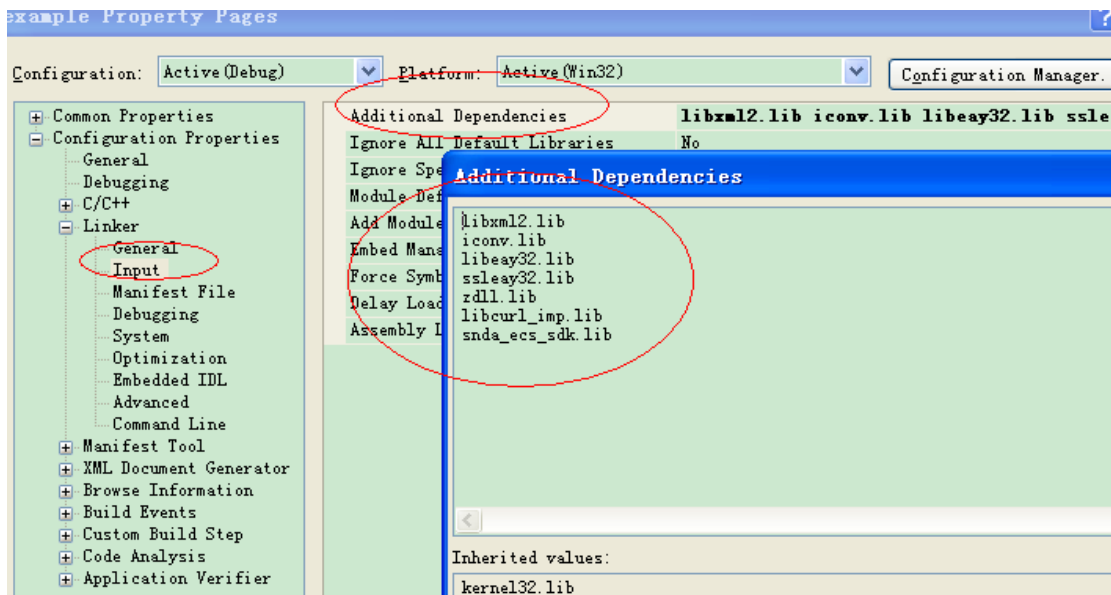 example Property Pages
Configuration: Active(Debug) Platform: Active(Win32) Configuration Manager.
Common Properties
Configuration Properties
General
Debugging
C/C++
Linker
General
Input
Manifest File
Debugging
System
Optimization
Embedded IDL
Advanced
Command Line
Manifest Tool
XML Document Generator
Browse Information
Build Events
Custom Build Step
Code Analysis
Application Verifier
Additional Dependencies libxml2.lib iconv.lib libeay32.lib ssle
Ignore All Default Libraries No
Ignore Spe
Module Def
Add Module
Embed Mana
Force Symb
Delay Load
Assembly L
Additional Dependencies
libxml2.lib
iconv.lib
libeay32.lib
ssleay32.lib
zdll.lib
libcurl_imp.lib
snda_ecs_sdk.lib
Inherited values:
kernel32.lib